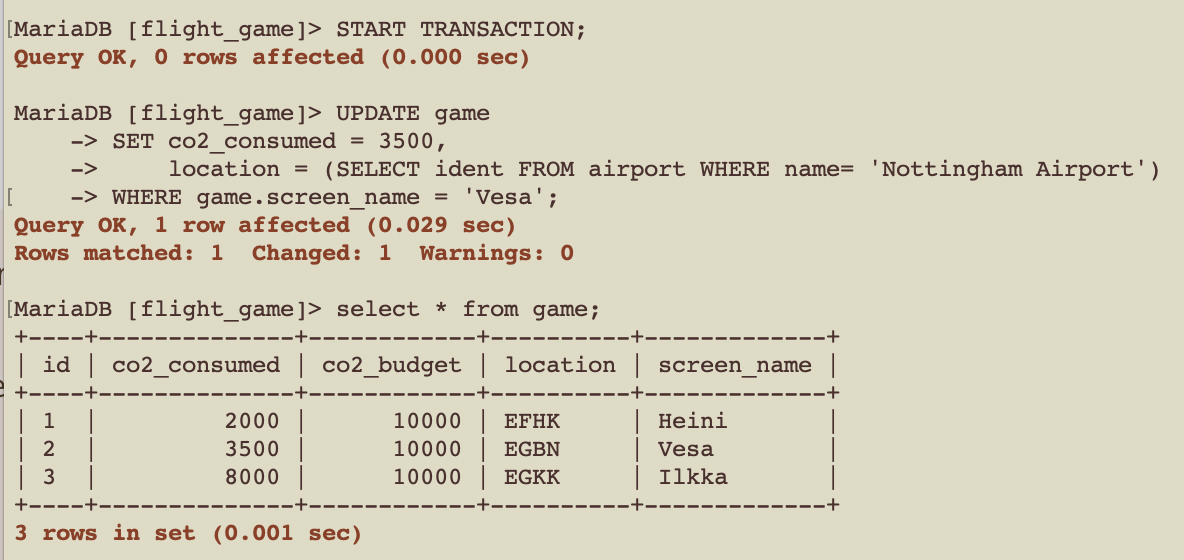 [MariaDB [flight_game]> START TRANSACTION;
Query OK, 0 rows affected (0.000 sec)
MariaDB [flight_game]> UPDATE game
    -> SET co2_consumed = 3500,
    ->     location = (SELECT ident FROM airport WHERE name= 'Nottingham Airport')
[    -> WHERE game.screen_name = 'Vesa';
Query OK, 1 row affected (0.029 sec)
Rows matched: 1  Changed: 1  Warnings: 0
[MariaDB [flight_game]> select * from game;
+----+--------------+------------+----------+-------------+
| id | co2_consumed | co2_budget | location | screen_name |
+----+--------------+------------+----------+-------------+
| 1  |         2000 |      10000 | EFHK     | Heini       |
| 2  |         3500 |      10000 | EGBN     | Vesa        |
| 3  |         8000 |      10000 | EGKK     | Ilkka       |
+----+--------------+------------+----------+-------------+
3 rows in set (0.001 sec)